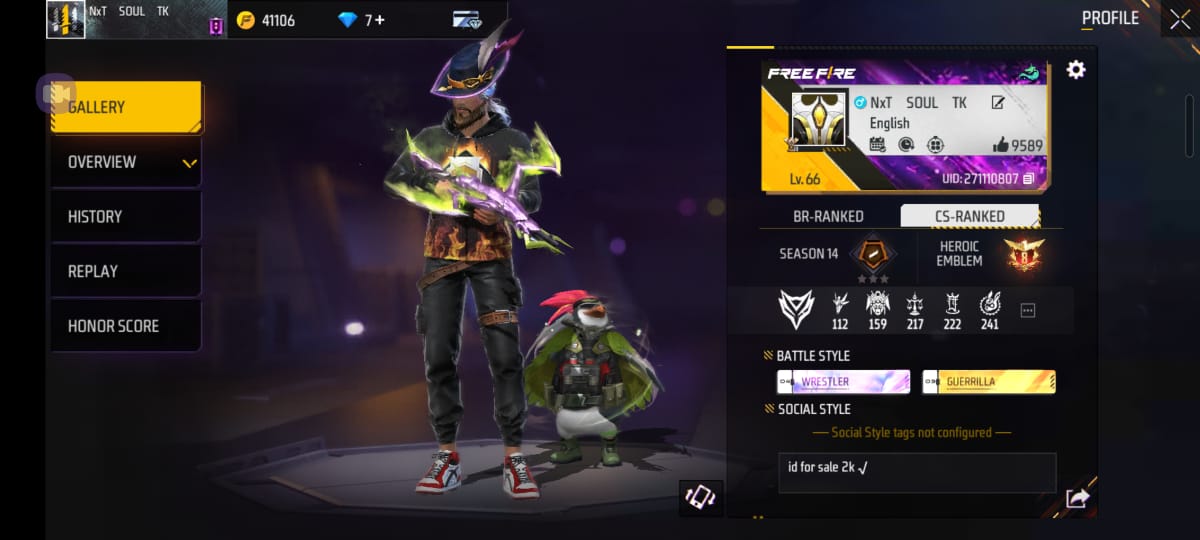 NxT SOUL TK
41106
7+
PROFILE
GALLERY
OVERVIEW
HISTORY
REPLAY
HONOR SCORE
FREE FIRE
NxT SOUL TK
English
9589
Lv. 66
UID:271110807
BR-RANKED
CS-RANKED
SEASON 14
HEROIC
EMBLEM
8
112 159 217 222 241
BATTLE STYLE
WRESTLER
GUERRILLA
SOCIAL STYLE
Social Style tags not configured
id for sale 2k √